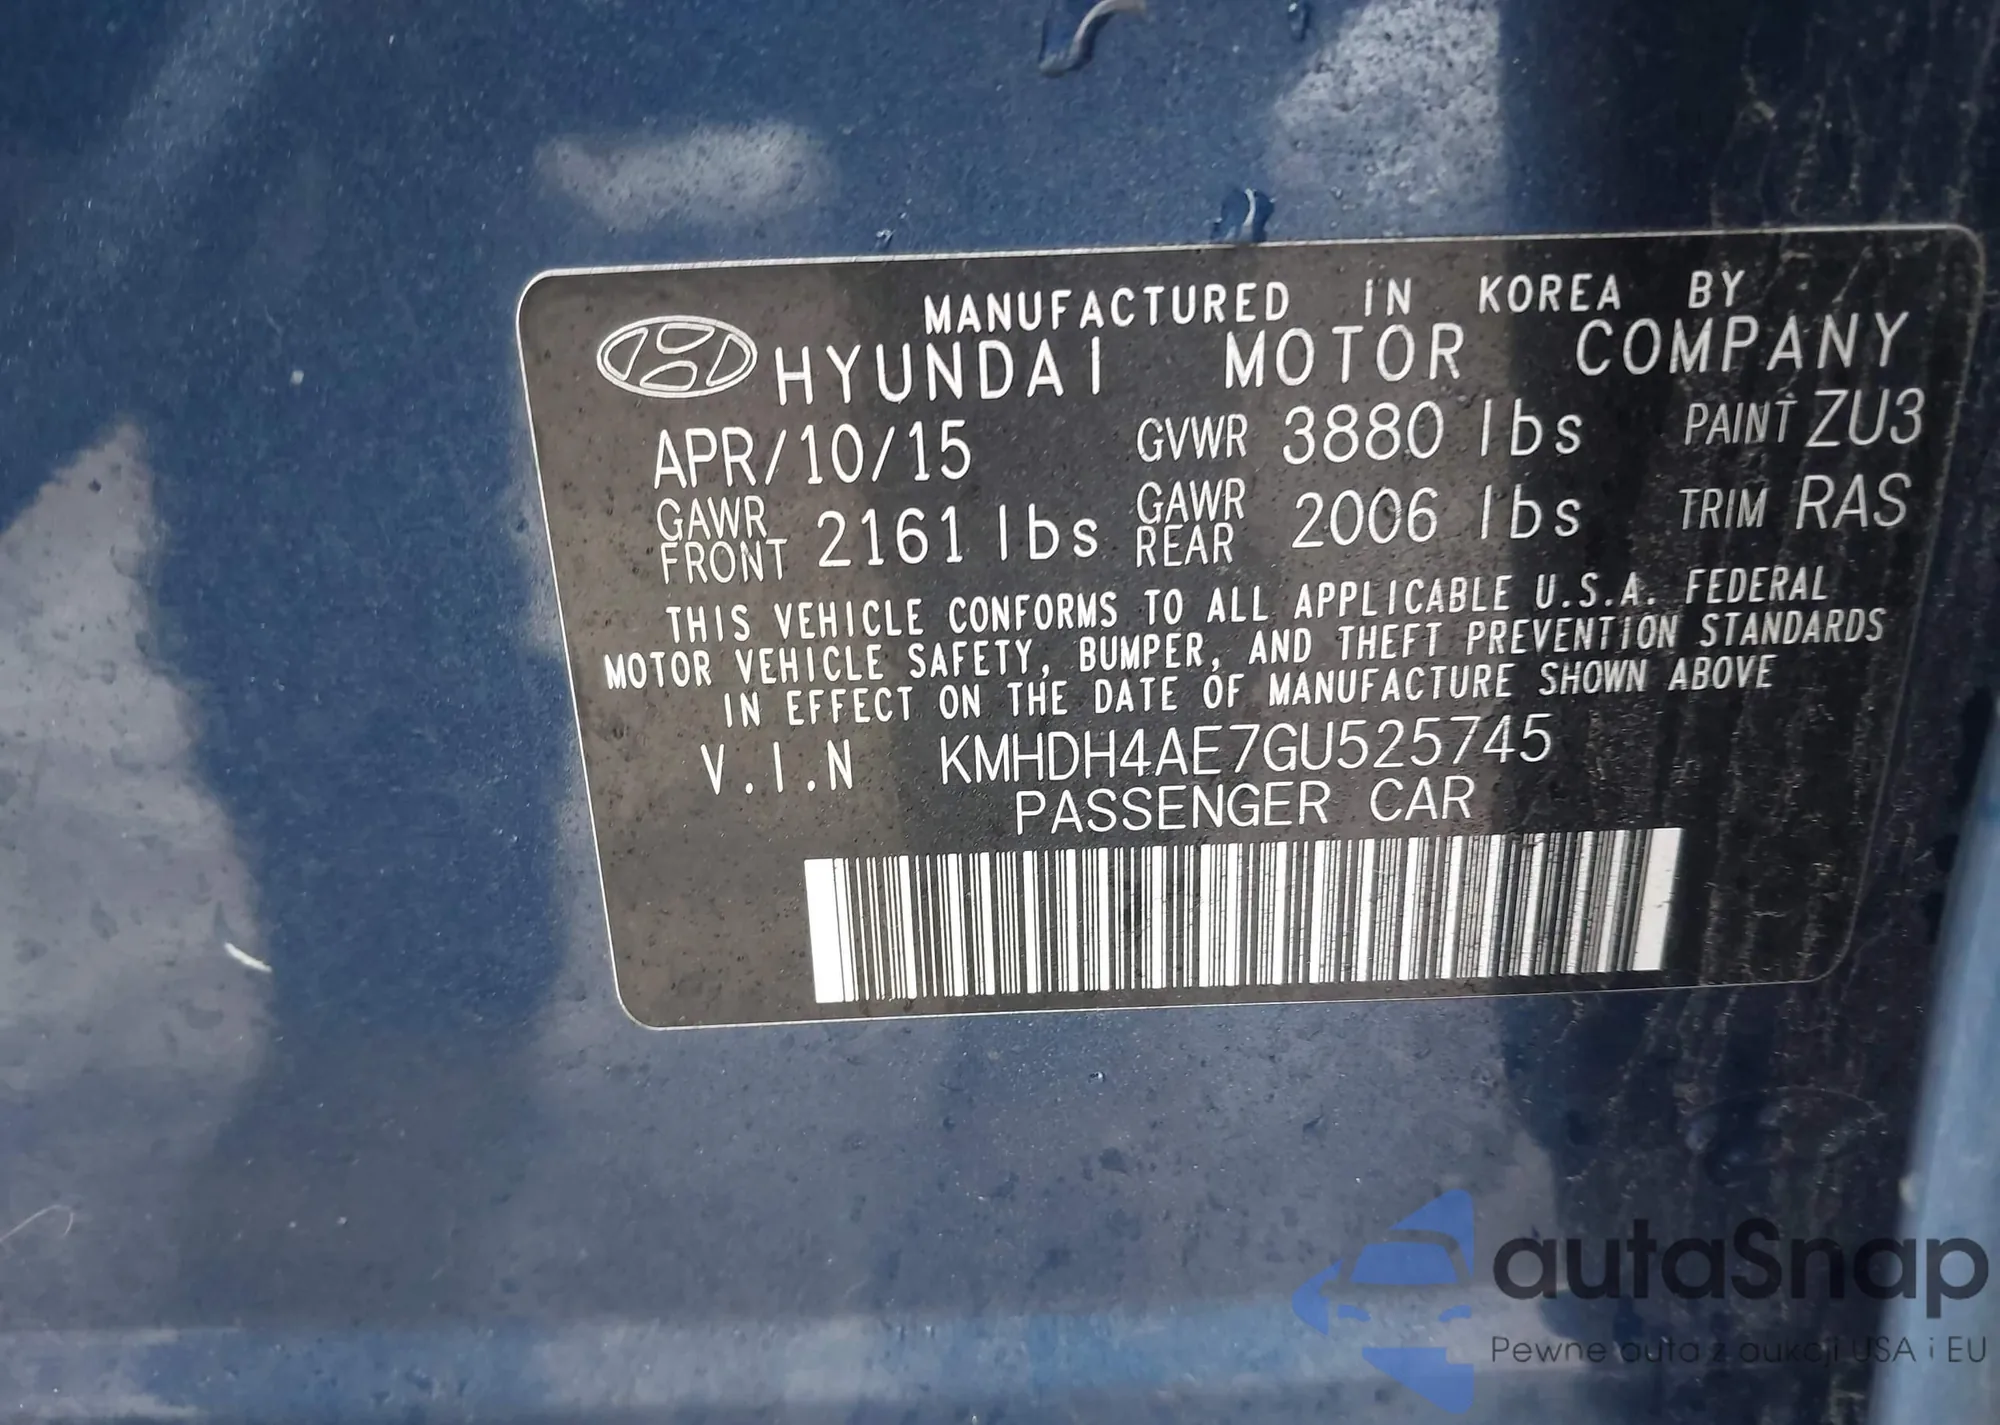 MANUFACTURED IN KOREA BY
HYUNDAI MOTOR COMPANY
APR/10/15 GVWR 3880 lbs PAINT ZU3
GAWR FRONT 2161 lbs GAWR REAR 2006 lbs TRIM RAS
THIS VEHICLE CONFORMS TO ALL APPLICABLE U.S.A. FEDERAL
MOTOR VEHICLE SAFETY, BUMPER, AND THEFT PREVENTION STANDARDS
IN EFFECT ON THE DATE OF MANUFACTURE SHOWN ABOVE
V.I.N KMHDH4AE7GU525745
PASSENGER CAR
autaSnap
Pewne auta z aukcji USA i EU